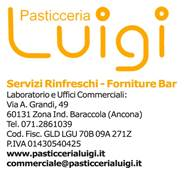 Pasticceria
Luigi
Servizi Rinfreschi - Forniture Bar
Laboratorio e Uffici Commerciali:
Via A. Grandi, 49
60131 Zona Ind. Baraccola (Ancona)
Tel. 071.2861039
Cod. Fisc. GLD LGU 70B 09A 271Z
P.IVA 01430540425
www.pasticcerialuigi.it
commerciale@pasticcerialuigi.it